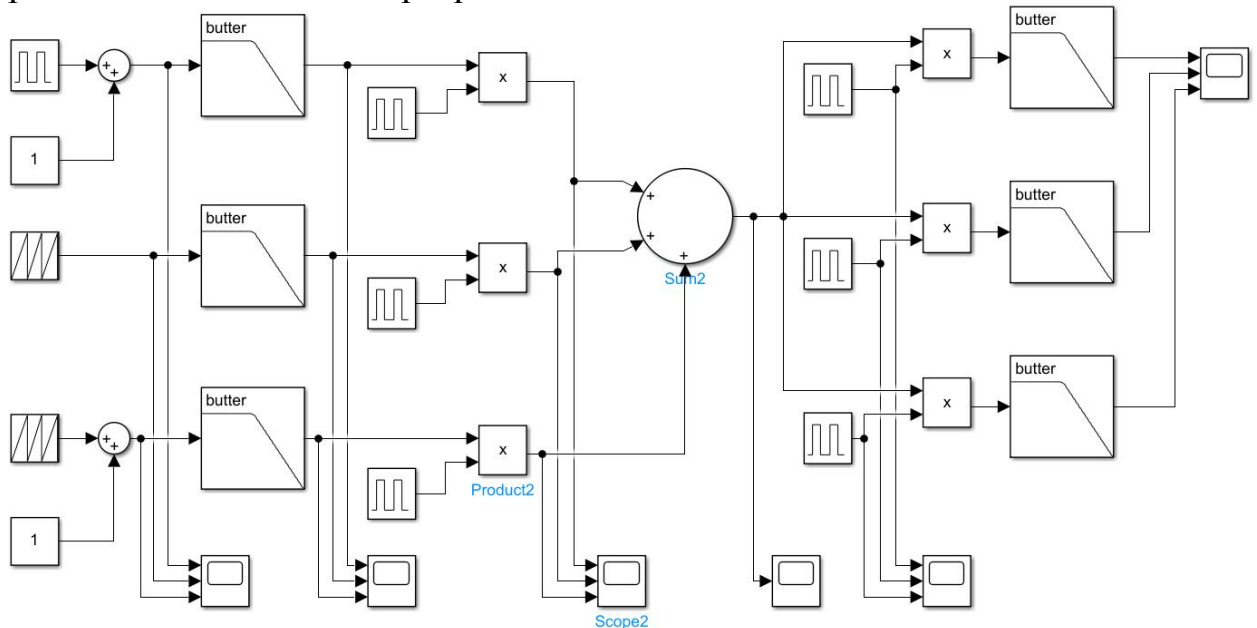 butter
butter
x
x
1
x
butter
butter
+
+
x
x
+
+
+
Sum2
butter
butter
+
+
x
x
Product2
1
Scope2